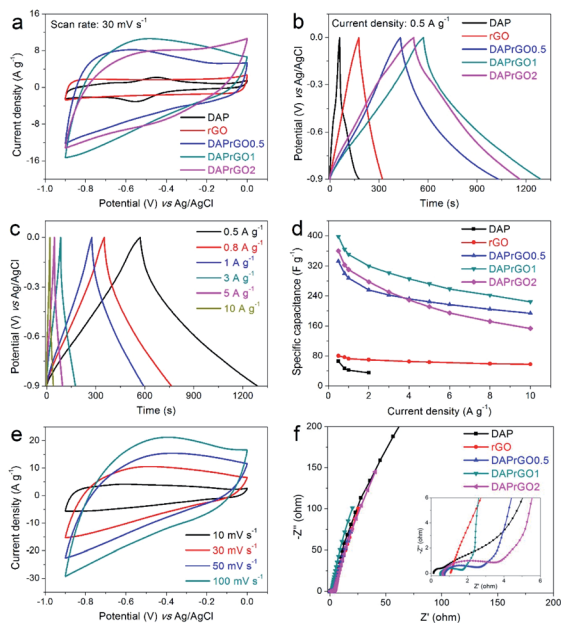 a
Scan rate: 30 mV s⁻¹
Current density (A g⁻¹)
16
8
0
-8
-16
DAP
rGO
DAPrGO0.5
DAPrGO1
DAPrGO2
-1.0 -0.8 -0.6 -0.4 -0.2 0.0
Potential (V) vs Ag/AgCl
b
Current density: 0.5 A g⁻¹
Potential (V) vs Ag/AgCl
0.0
-0.3
-0.6
-0.9
DAP
rGO
DAPrGO0.5
DAPrGO1
DAPrGO2
0 300 600 900 1200
Time (s)
c
Potential (V) vs Ag/AgCl
0.0
-0.3
-0.6
-0.9
0.5 A g⁻¹
0.8 A g⁻¹
1 A g⁻¹
3 A g⁻¹
5 A g⁻¹
10 A g⁻¹
0 300 600 900 1200
Time (s)
d
Specific capacitance (F g⁻¹)
400
320
240
160
80
0
DAP
rGO
DAPrGO0.5
DAPrGO1
DAPrGO2
0 2 4 6 8 10
Current density (A g⁻¹)
e
Current density (A g⁻¹)
20
10
0
-10
-20
-30
10 mV s⁻¹
30 mV s⁻¹
50 mV s⁻¹
100 mV s⁻¹
-1.0 -0.8 -0.6 -0.4 -0.2 0.0
Potential (V) vs Ag/AgCl
f
-Z'' (ohm)
200
150
100
50
0
DAP
rGO
DAPrGO0.5
DAPrGO1
DAPrGO2
-Z'' (ohm)
6
4
2
0
0 2 4 6
Z' (ohm)
0 50 100 150 200
Z' (ohm)